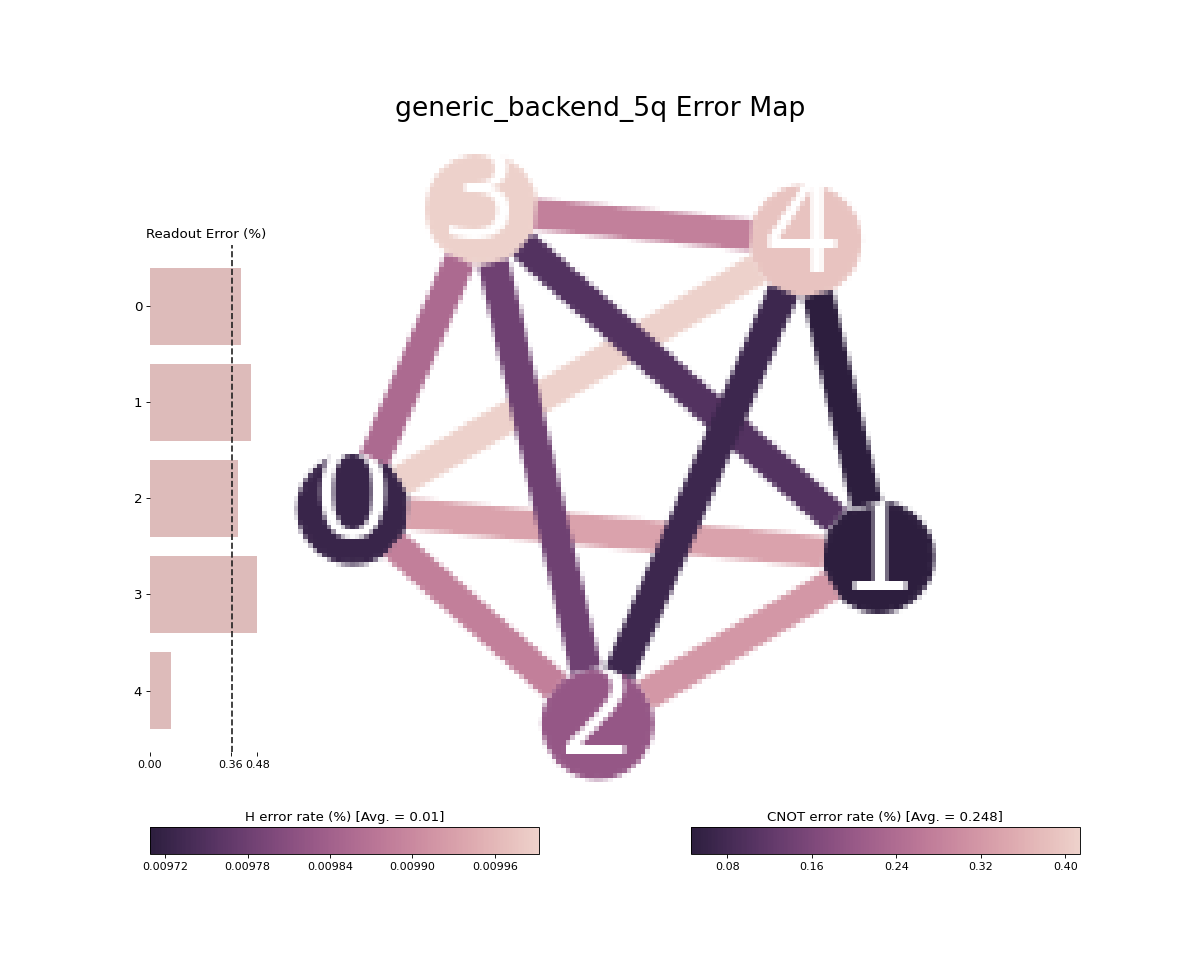 generic_backend_5q Error Map
3
4
Readout Error (%)
0
1
2
3
4
0
1
2
0.00 0.36 0.48
H error rate (%) [Avg. = 0.01]
0.00972 0.00978 0.00984 0.00990 0.00996
CNOT error rate (%) [Avg. = 0.248]
0.08 0.16 0.24 0.32 0.40